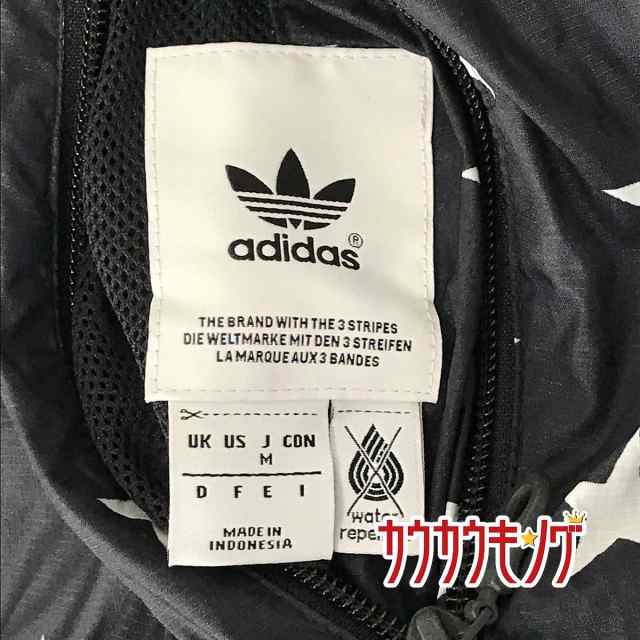 adidas®
THE BRAND WITH THE 3 STRIPES
DIE WELTMARKE MIT DEN 3 STREIFEN
LA MARQUE AUX 3 BANDES
UK US J CDN
M
D F E I
MADE IN
INDONESIA
カウカウキング